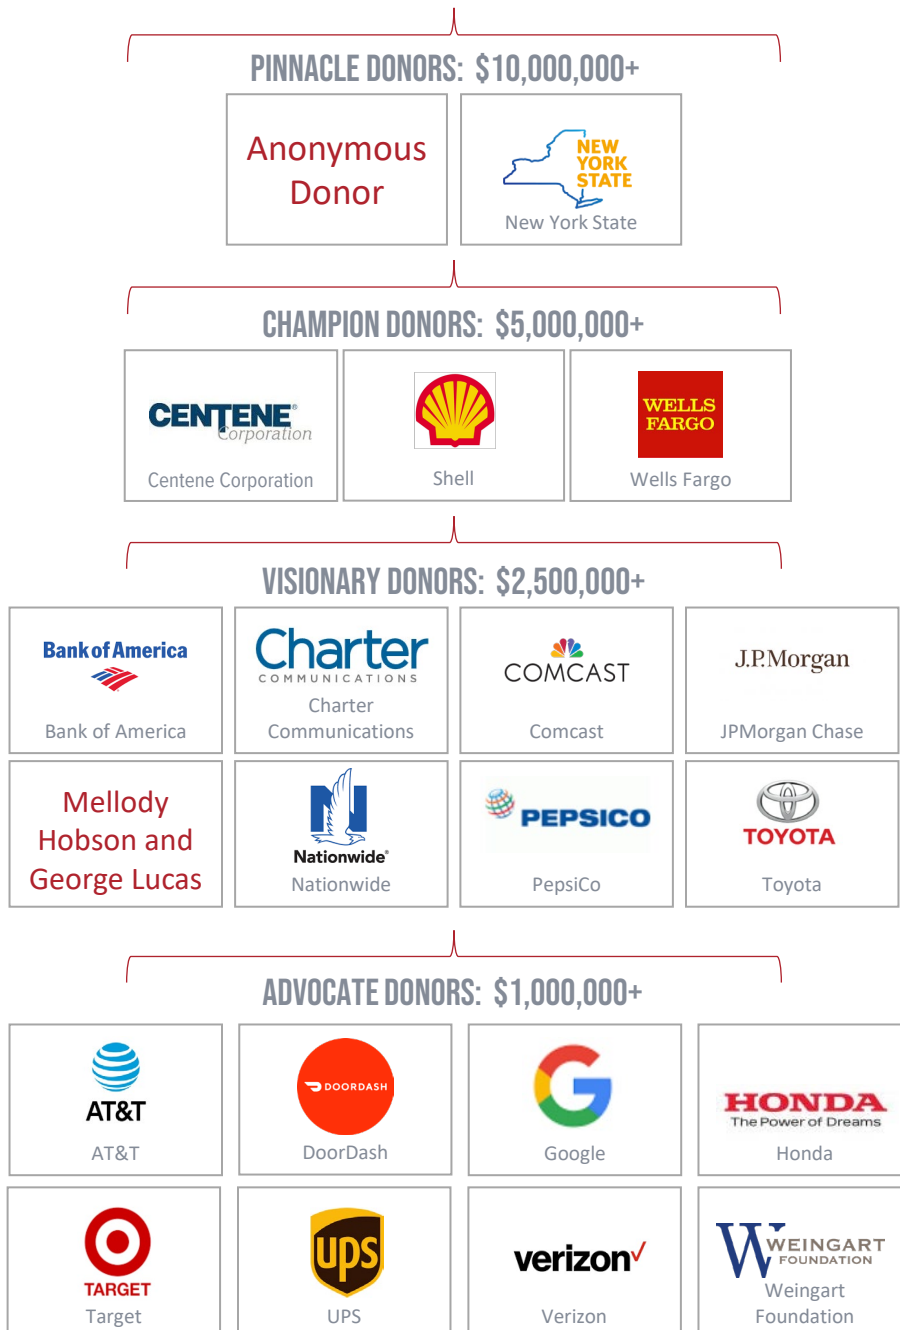 PINNACLE DONORS: $10,000,000+
Anonymous
Donor
NEW
YORK
STATE
New York State
CHAMPION DONORS: $5,000,000+
CENTENE®
Corporation
Centene Corporation
Shell
WELLS
FARGO
Wells Fargo
VISIONARY DONORS: $2,500,000+
Bank of America
Bank of America
Charter
COMMUNICATIONS
Charter
Communications
COMCAST
Comcast
J.P.Morgan
JPMorgan Chase
Mellody
Hobson and
George Lucas
N
Nationwide®
Nationwide
PEPSICO
PepsiCo
TOYOTA
Toyota
ADVOCATE DONORS: $1,000,000+
AT&T
AT&T
DOORDASH
DoorDash
G
Google
HONDA
The Power of Dreams
Honda
TARGET
Target
ups
UPS
verizon✓
Verizon
W WEINGART
FOUNDATION
Weingart
Foundation